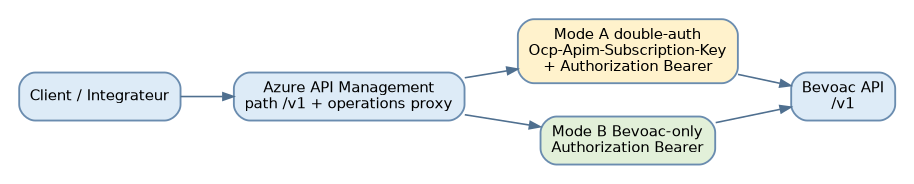 Client / Integrateur
Azure API Management
path /v1 + operations proxy
Mode A double-auth
Ocp-Apim-Subscription-Key
+ Authorization Bearer
Mode B Bevoac-only
Authorization Bearer
Bevoac API
/v1